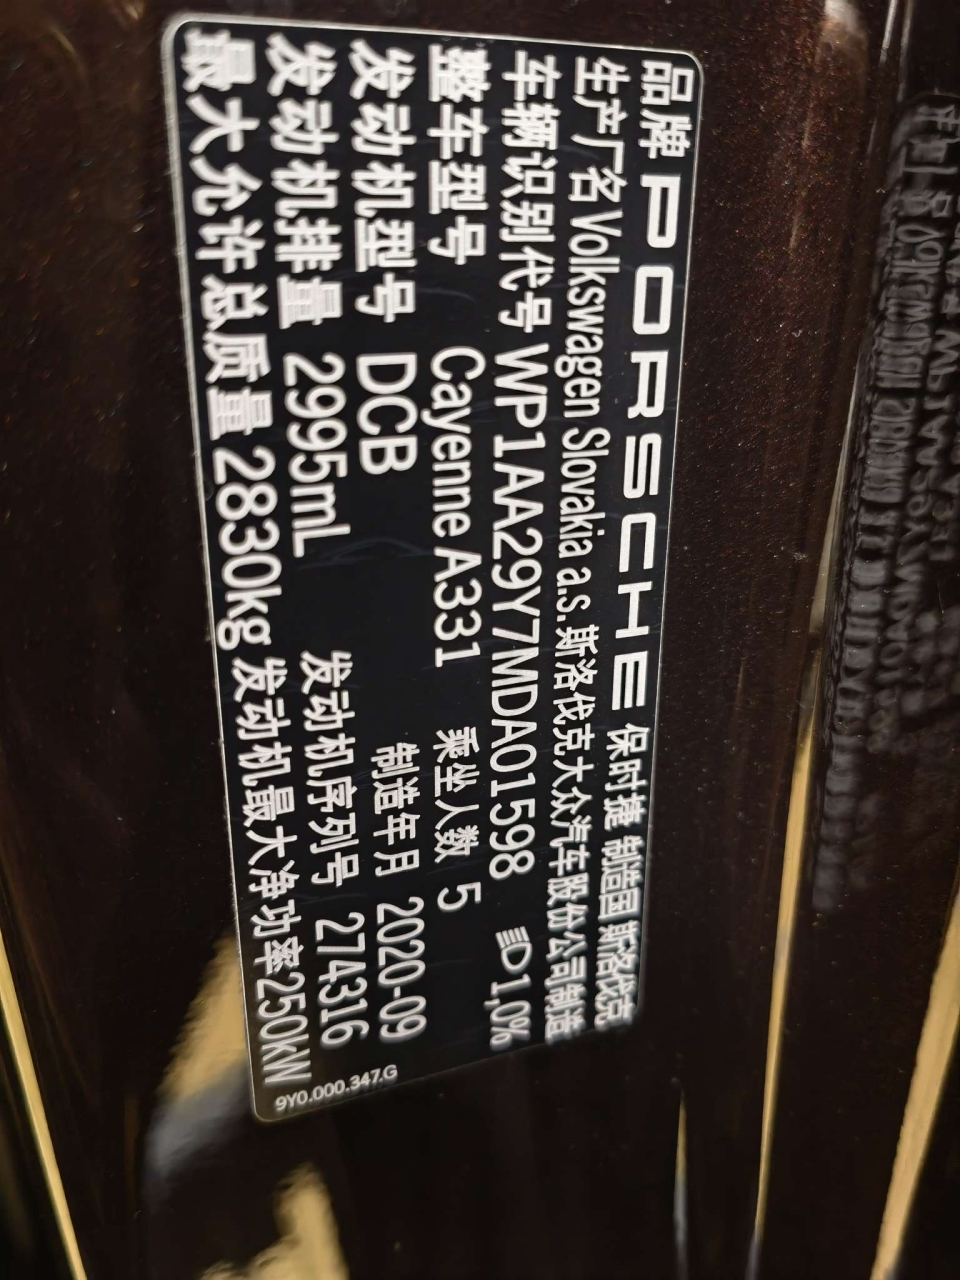 品牌 PORSCHE 保时捷 制造国 斯洛伐克
生产厂名 Volkswagen Slovakia a.s.斯洛伐克大众汽车股份公司制造
车辆识别代号 WP1AA29Y7MDA01598 1,0%
整车型号 Cayenne A331 乘坐人数 5
发动机型号 DCB 制造年月 2020-09
发动机排量 2995mL 发动机序列号 274316
最大允许总质量 2830kg 发动机最大净功率250kW
9Y0.000.347.G